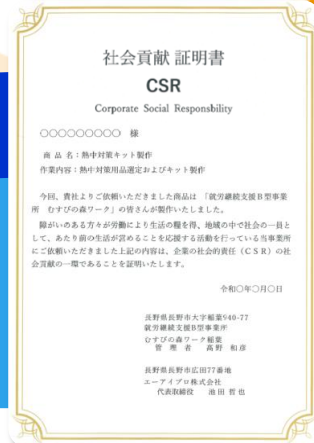 社会貢献 証明書
CSR
Corporate Social Responsbility
○○○○○○○○○○ 様
商 品 名：熱中対策キット製作
作業内容：熱中対策用品選定およびキット製作
今回、貴社よりご依頼いただきました商品は 「就労継続支援Ｂ型事業
所 むすびの森ワーク」の皆さんが製作いたしました。
障がいのある方々が労働により生活の糧を得、地域の中で社会の一員と
して、あたり前の生活が営めることを応援する活動を行っている当事業所
にご依頼いただきました上記の内容は、企業の社会的責任（ＣＳＲ）の社
会貢献の一環であることを証明いたします。
令和○年○月○日
長野県長野市大字稲葉940-77
就労継続支援B型事業所
むすびの森ワーク稲葉
管 理 者 高野 和彦
長野県長野市広田77番地
エーアイプロ株式会社
代表取締役 池田 哲也